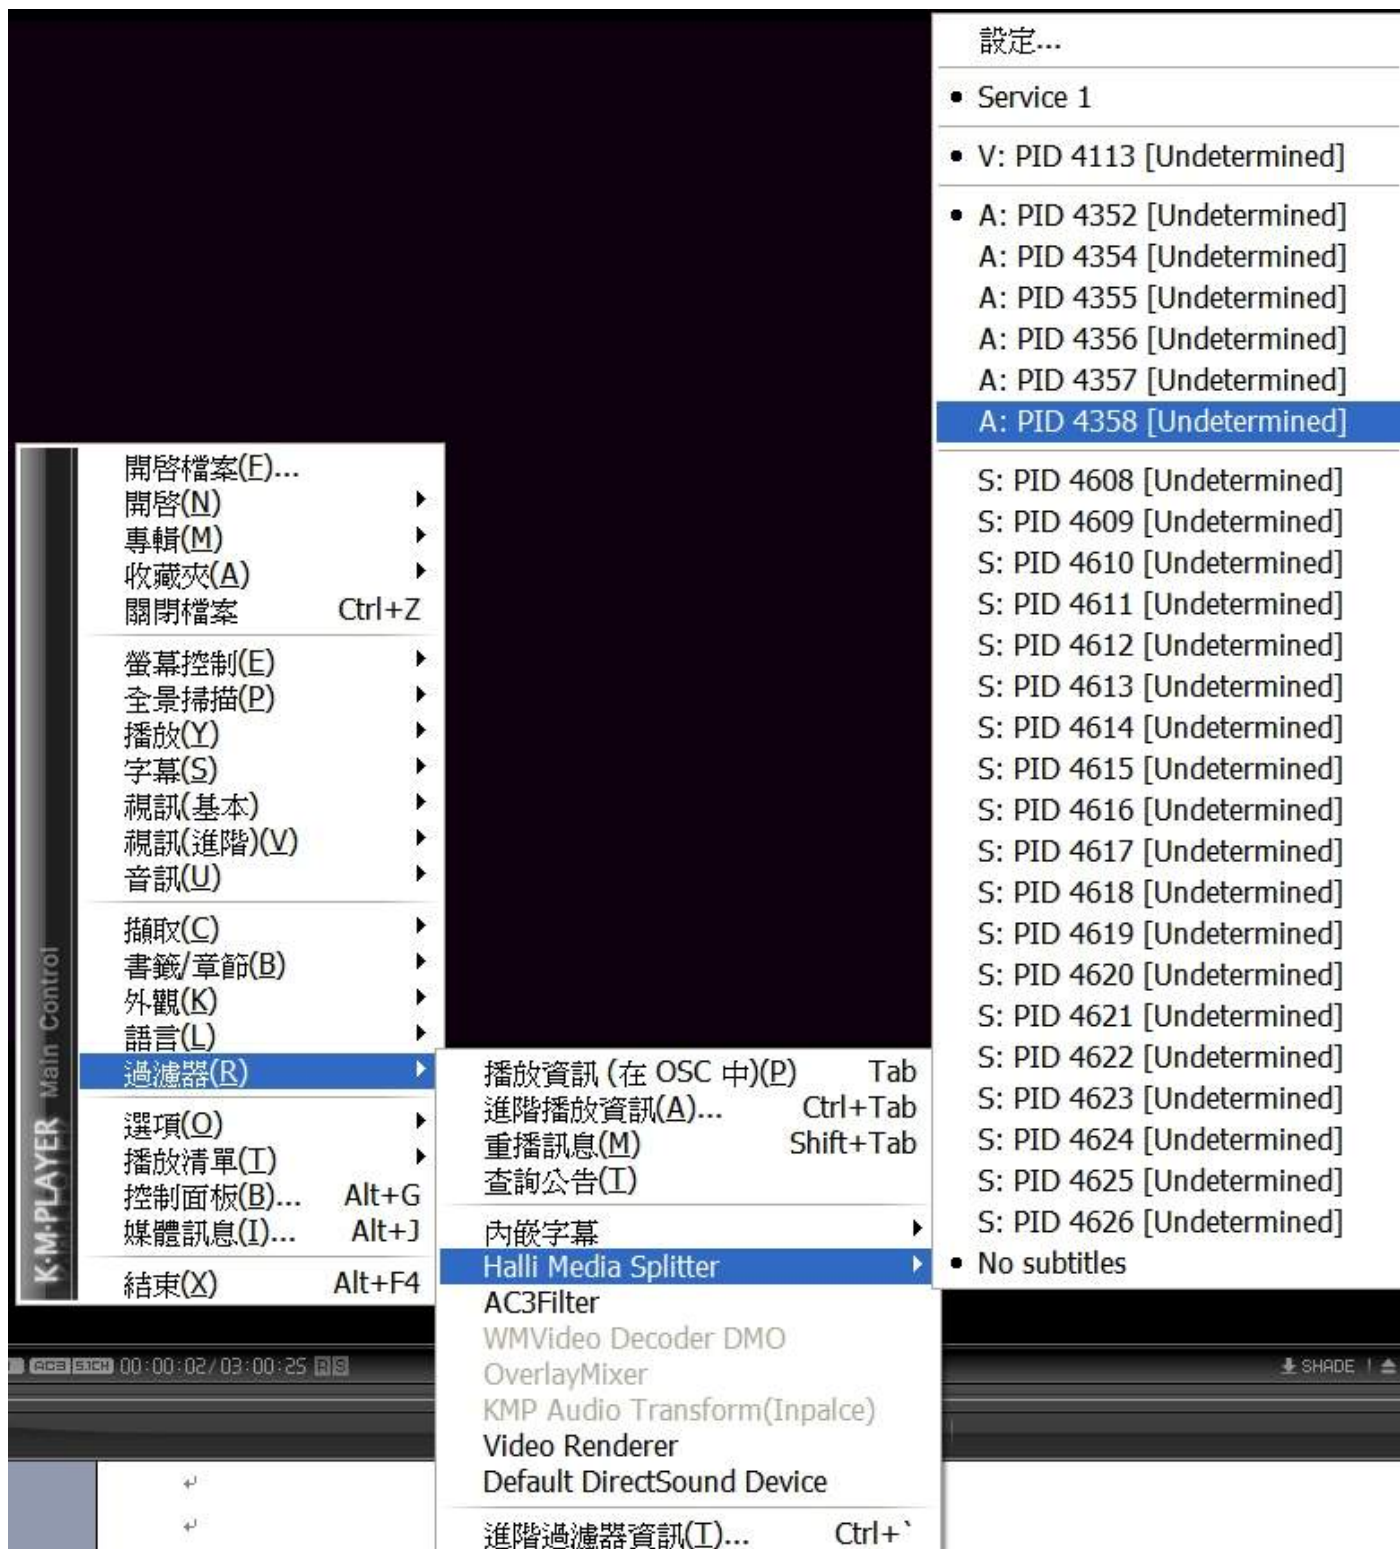 設定...
Service 1
V: PID 4113 [Undetermined]
A: PID 4352 [Undetermined]
A: PID 4354 [Undetermined]
A: PID 4355 [Undetermined]
A: PID 4356 [Undetermined]
A: PID 4357 [Undetermined]
A: PID 4358 [Undetermined]
S: PID 4608 [Undetermined]
S: PID 4609 [Undetermined]
S: PID 4610 [Undetermined]
S: PID 4611 [Undetermined]
S: PID 4612 [Undetermined]
S: PID 4613 [Undetermined]
S: PID 4614 [Undetermined]
S: PID 4615 [Undetermined]
S: PID 4616 [Undetermined]
S: PID 4617 [Undetermined]
S: PID 4618 [Undetermined]
S: PID 4619 [Undetermined]
S: PID 4620 [Undetermined]
S: PID 4621 [Undetermined]
S: PID 4622 [Undetermined]
S: PID 4623 [Undetermined]
S: PID 4624 [Undetermined]
S: PID 4625 [Undetermined]
S: PID 4626 [Undetermined]
No subtitles
K·M·PLAYER Main Control
開啓檔案(F)...
開啓(N)
專輯(M)
收藏夾(A)
關閉檔案 Ctrl+Z
螢幕控制(E)
全景掃描(P)
播放(Y)
字幕(S)
視訊(基本)
視訊(進階)(V)
音訊(U)
擷取(C)
書籤/章節(B)
外觀(K)
語言(L)
過濾器(R)
選項(O)
播放清單(T)
控制面板(B)... Alt+G
媒體訊息(I)... Alt+J
結束(X) Alt+F4
播放資訊 (在 OSC 中)(P) Tab
進階播放資訊(A)... Ctrl+Tab
重播訊息(M) Shift+Tab
查詢公告(T)
內嵌字幕
Halli Media Splitter
AC3Filter
WMVideo Decoder DMO
OverlayMixer
KMP Audio Transform(Inpalce)
Video Renderer
Default DirectSound Device
進階過濾器資訊(T)... Ctrl+`
AC3 5.1CH 00:00:02/03:00:25 R S
SHADE